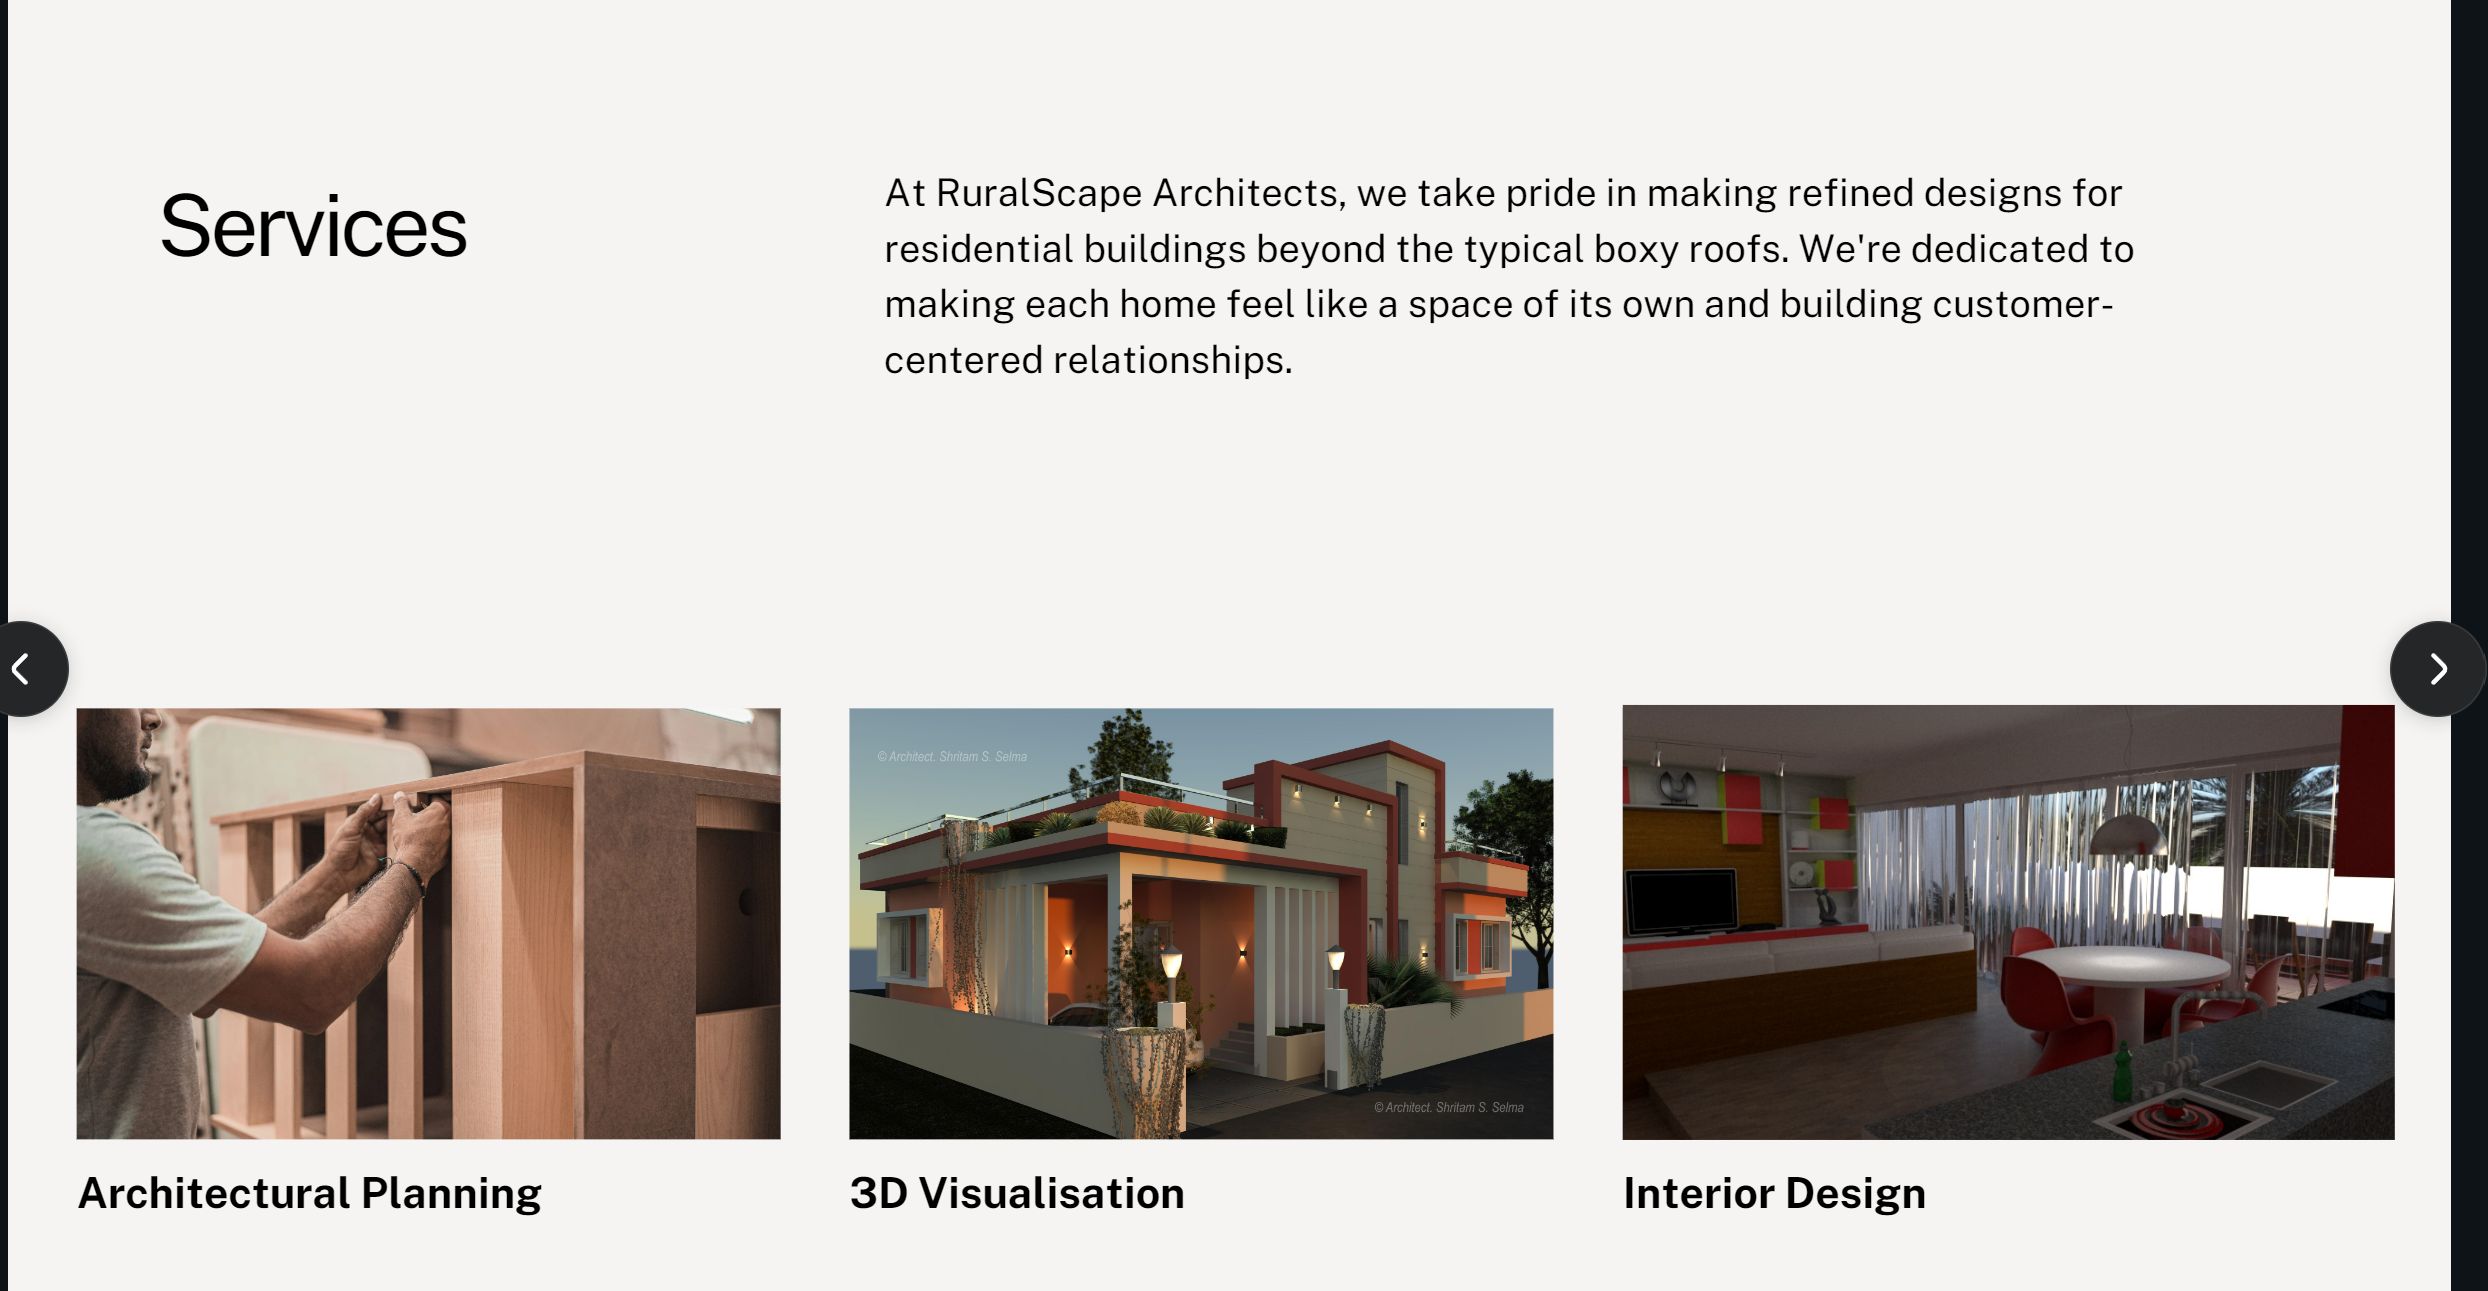 Services
At RuralScape Architects, we take pride in making refined designs for
residential buildings beyond the typical boxy roofs. We're dedicated to
making each home feel like a space of its own and building customer-
centered relationships.
© Architect. Shritam S. Selma
© Architect. Shritam S. Selma
Architectural Planning
3D Visualisation
Interior Design